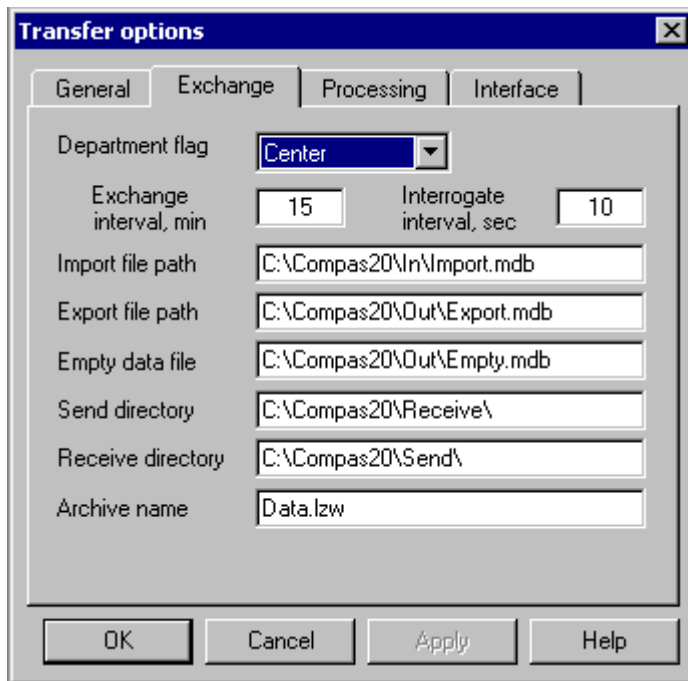 Transfer options
General Exchange Processing Interface
Department flag Center
Exchange interval, min 15 Interrogate interval, sec 10
Import file path C:\Compas20\In\Import.mdb
Export file path C:\Compas20\Out\Export.mdb
Empty data file C:\Compas20\Out\Empty.mdb
Send directory C:\Compas20\Receive\
Receive directory C:\Compas20\Send\
Archive name Data.lzw
OK Cancel Apply Help